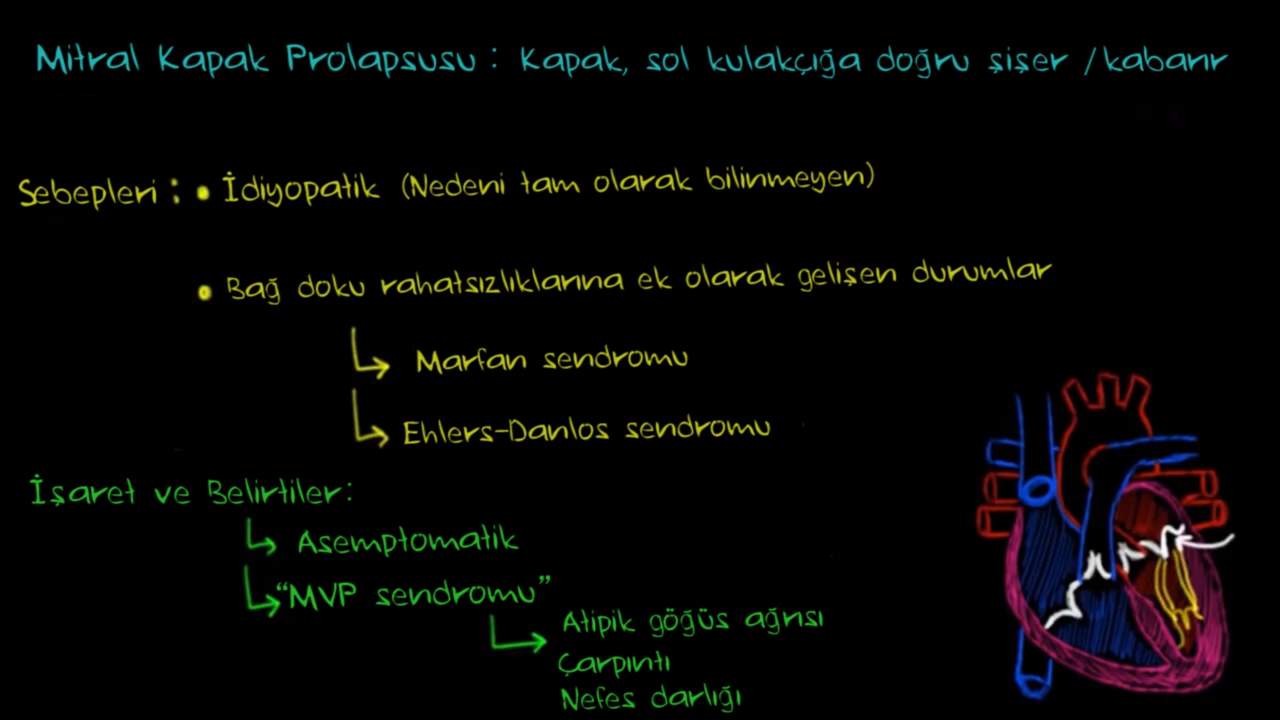 Mitral Kapak Prolapsusu : Kapak, sol kulakçığa doğru şişer / kabarır
Sebepleri : • İdiyopatik (Nedeni tam olarak bilinmeyen)
• Bağ doku rahatsızlıklarına ek olarak gelişen durumlar
Marfan sendromu
Ehlers-Danlos sendromu
İşaret ve Belirtiler:
Asemptomatik
“MVP sendromu”
Atipik göğüs ağrısı
Çarpıntı
Nefes darlığı